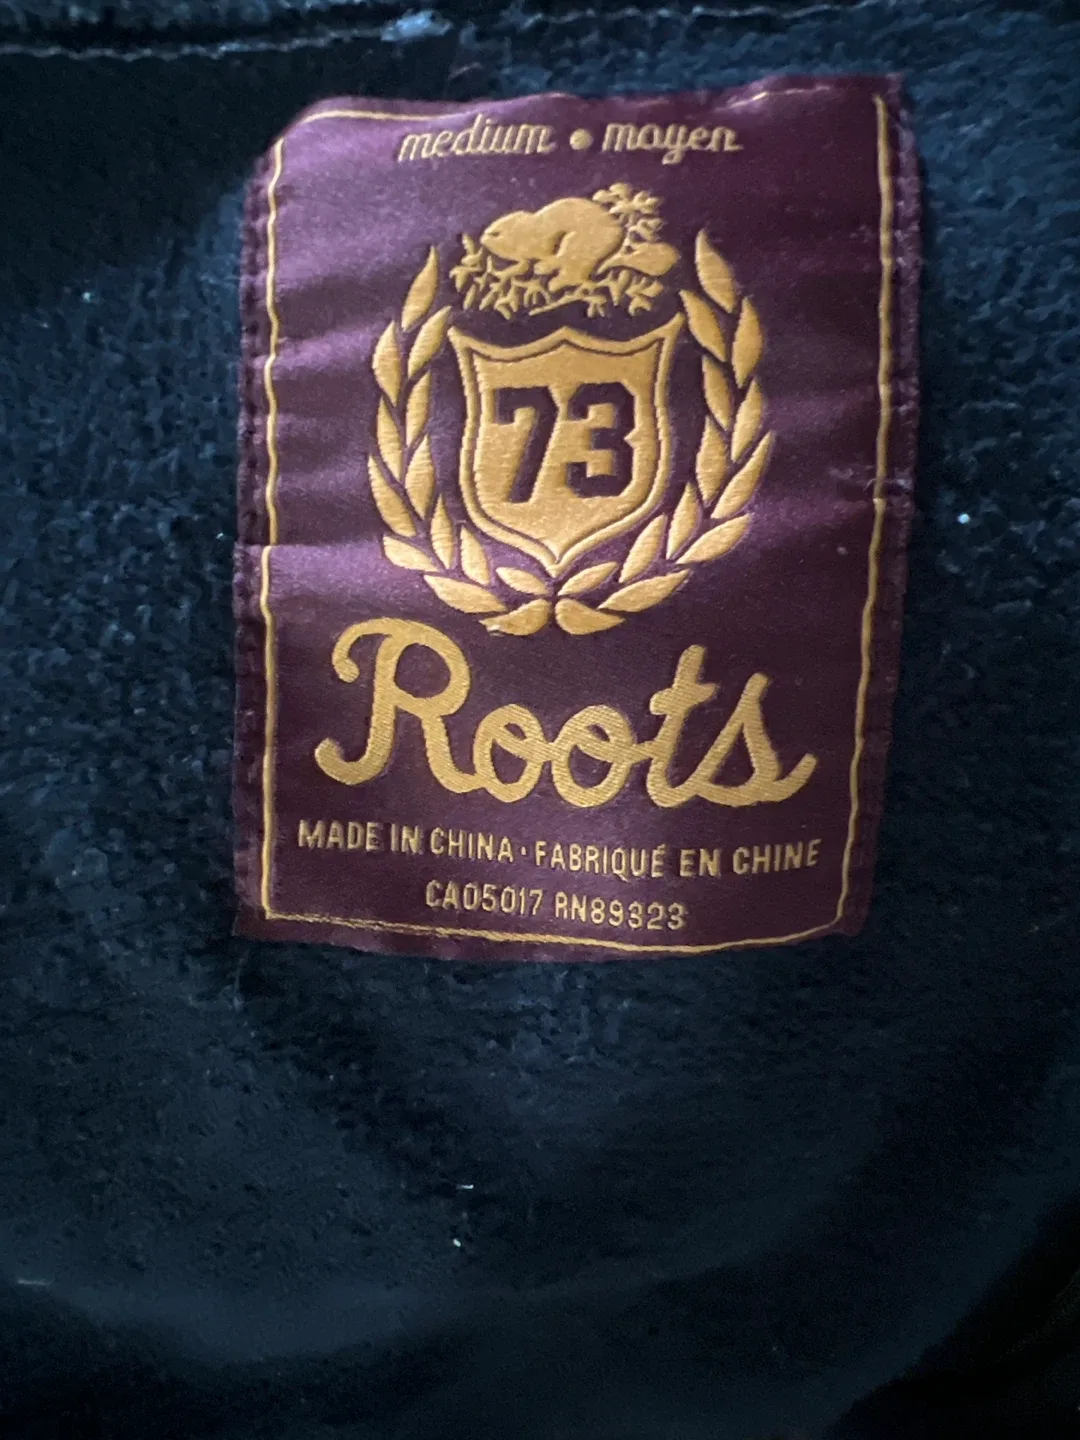 medium • moyen
73
Roots
MADE IN CHINA · FABRIQUÉ EN CHINE
CA05017 RN89323